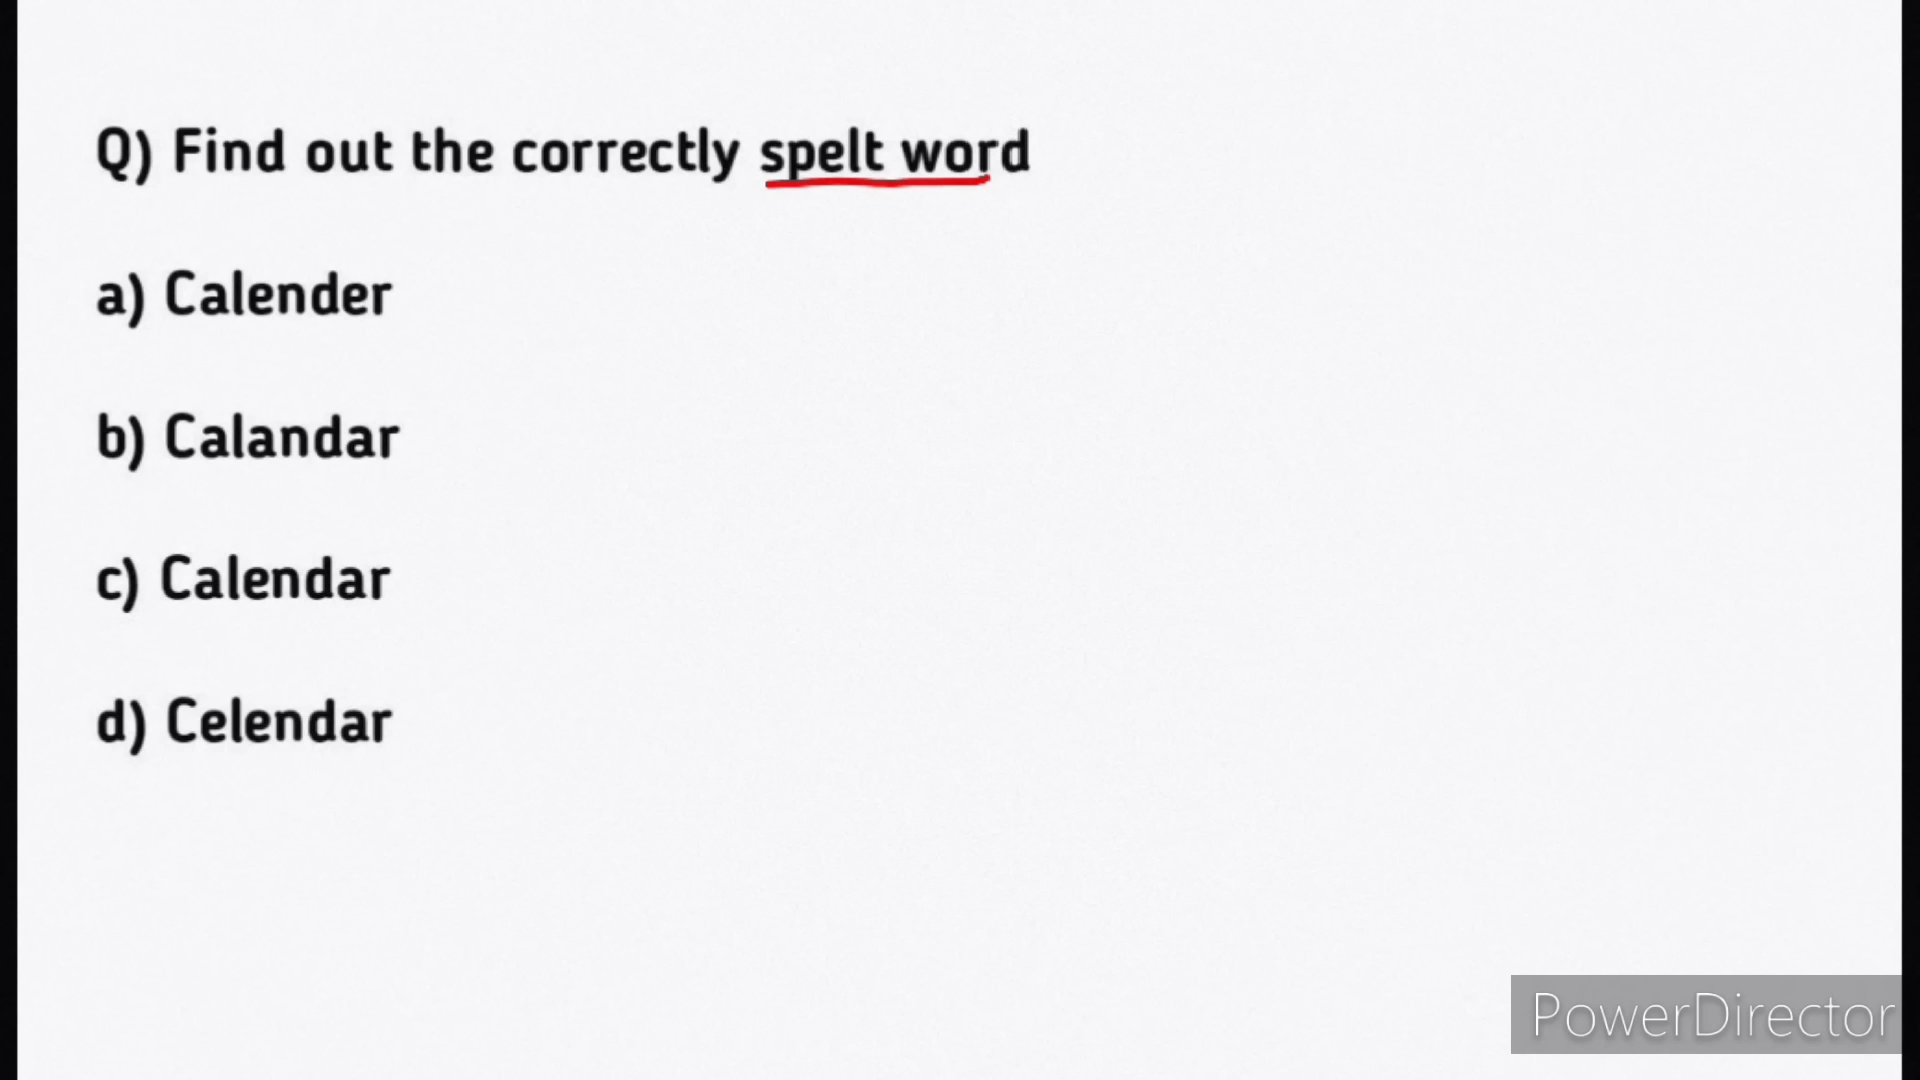 Q) Find out the correctly spelt word
a) Calender
b) Calandar
c) Calendar
d) Celendar
PowerDirector